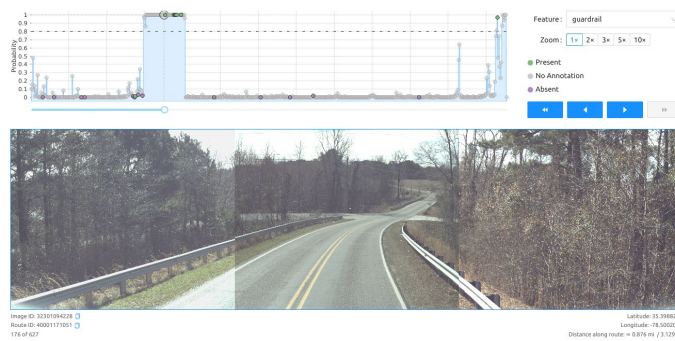 Probability
1
0.9
0.8
0.7
0.6
0.5
0.4
0.3
0.2
0.1
0
Feature: guardrail
Zoom: 1× 2× 3× 5× 10×
Present
No Annotation
Absent
Image ID: 32301094228
Route ID: 40001171051
176 of 627
Latitude: 35.39882
Longitude: -78.50020
Distance along route: ≈ 0.876 mi / 3.129